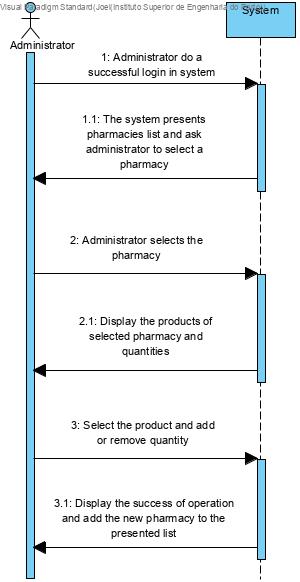 Visual Paradigm Standard(Joel(Instituto Superior de Engenharia do
System
Administrator
1: Administrator do a
successful login in system
1.1: The system presents
pharmacies list and ask
administrator to select a
pharmacy
2: Administrator selects the
pharmacy
2.1: Display the products of
selected pharmacy and
quantities
3: Select the product and add
or remove quantity
3.1: Display the success of operation
and add the new pharmacy to the
presented list